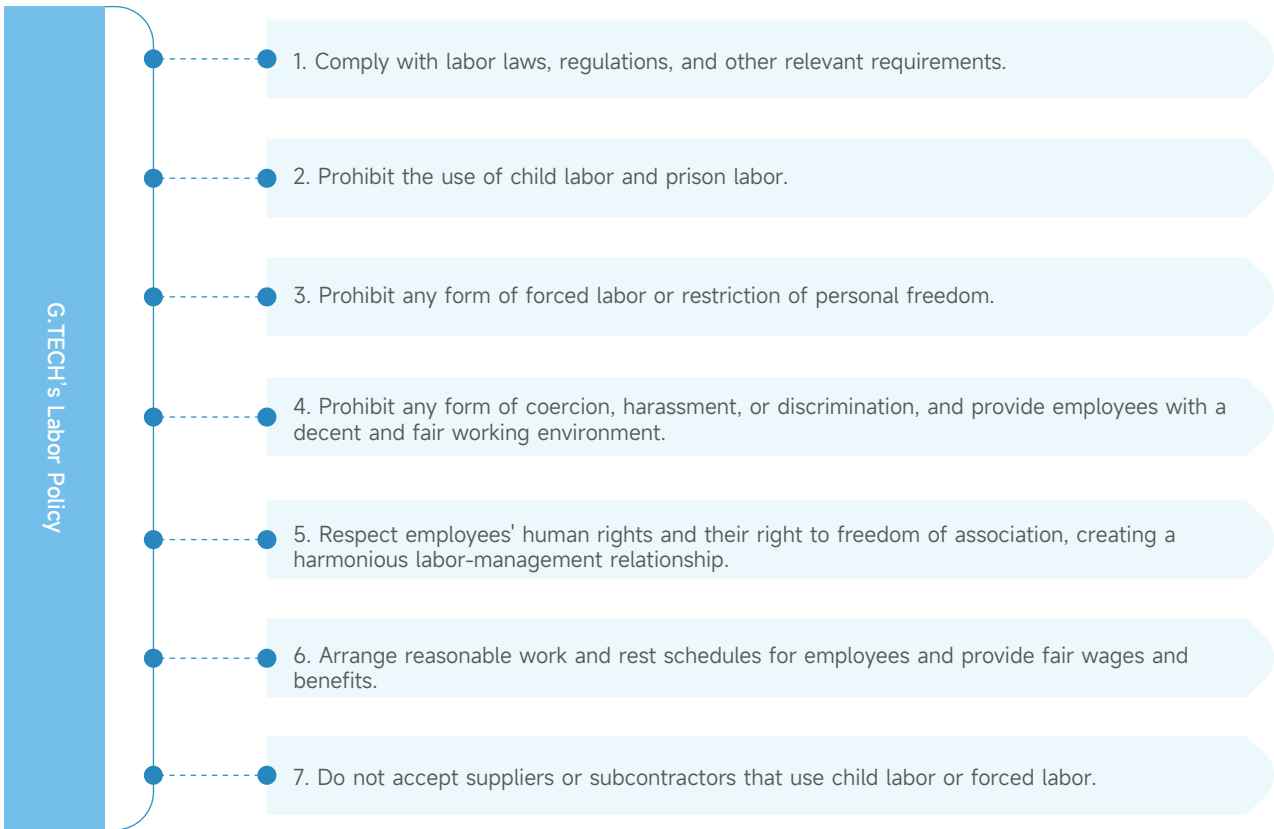 G.TECH's Labor Policy
1. Comply with labor laws, regulations, and other relevant requirements.
2. Prohibit the use of child labor and prison labor.
3. Prohibit any form of forced labor or restriction of personal freedom.
4. Prohibit any form of coercion, harassment, or discrimination, and provide employees with a
decent and fair working environment.
5. Respect employees' human rights and their right to freedom of association, creating a
harmonious labor-management relationship.
6. Arrange reasonable work and rest schedules for employees and provide fair wages and
benefits.
7. Do not accept suppliers or subcontractors that use child labor or forced labor.